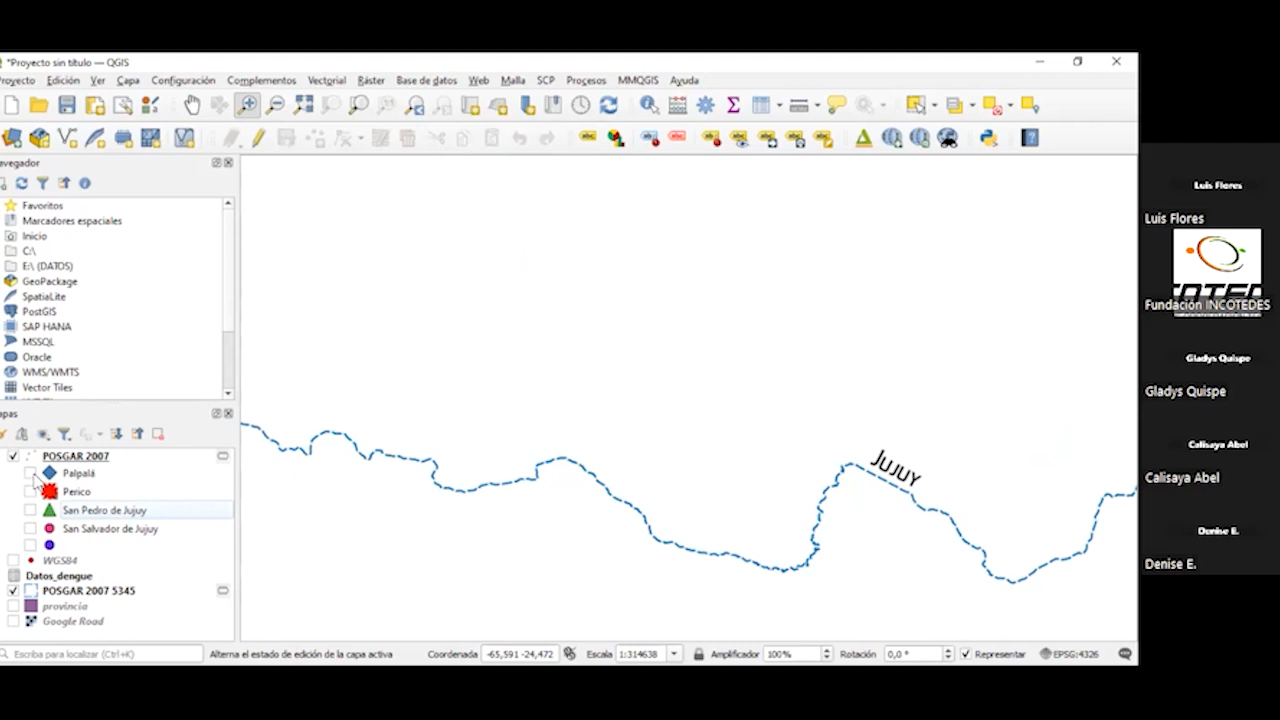 *Proyecto sin título — QGIS
Proyecto Edición Ver Capa Configuración Complementos Vectorial Ráster Base de datos Web Malla SCP Procesos MMQGIS Ayuda
avegador
Favoritos
Marcadores espaciales
Inicio
C:\
E:\ (DATOS)
GeoPackage
SpatiaLite
PostGIS
SAP HANA
MSSQL
Oracle
WMS/WMTS
Vector Tiles
apas
POSGAR 2007
Palpalá
Perico
San Pedro de Jujuy
San Salvador de Jujuy
WGS84
Datos_dengue
POSGAR 2007 5345
provincia
Google Road
JUJUY
Escriba para localizar (Ctrl+K)
Alterna el estado de edición de la capa activa
Coordenada -65,591 -24,472
Escala 1:314638
Amplificador 100%
Rotación 0,0 °
Representar
EPSG:4326
Luis Flores
Luis Flores
Fundación INCOTEDES
Gladys Quispe
Gladys Quispe
Calisaya Abel
Calisaya Abel
Denise E.
Denise E.